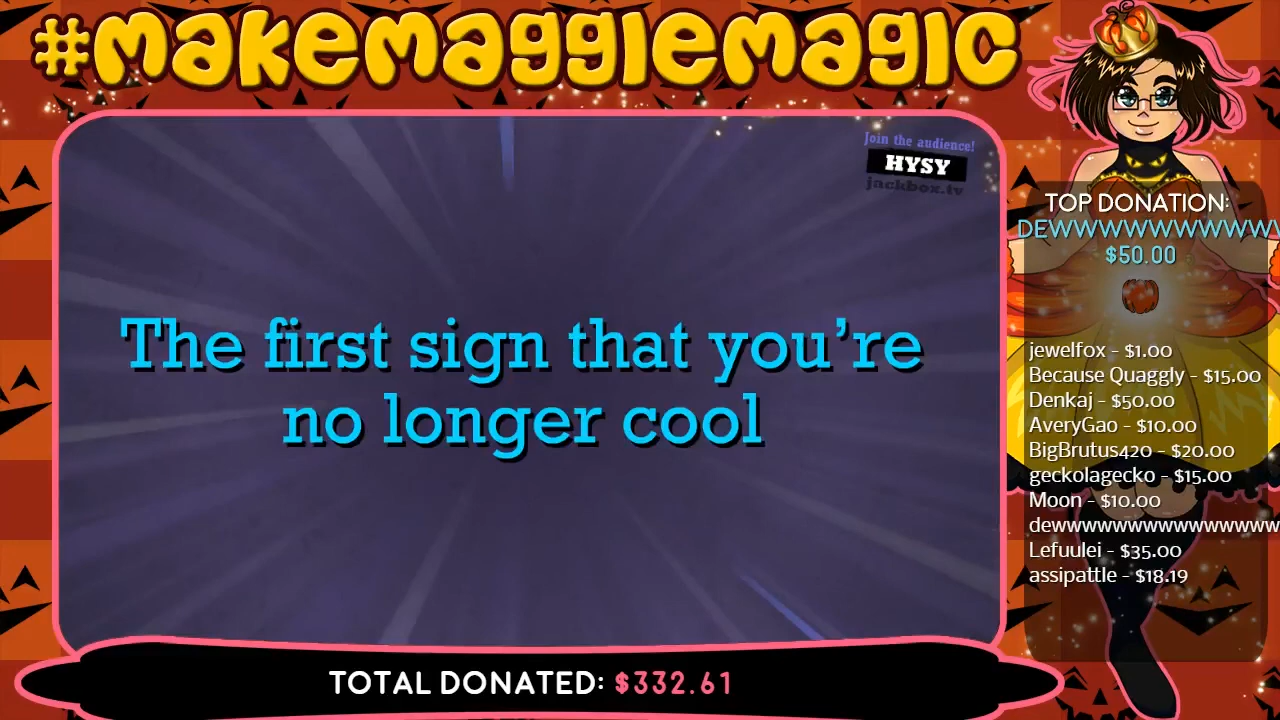 #makemaggiemagic
Join the audience!
HYSY
jackbox.tv
The first sign that you're
no longer cool
TOP DONATION:
DEWWWWWWWWWW
$50.00
jewelfox - $1.00
Because Quaggly - $15.00
Denkaj - $50.00
AveryGao - $10.00
BigBrutus420 - $20.00
geckolagecko - $15.00
Moon - $10.00
dewwwwwwwwwwwwwww
Lefuulei - $35.00
assipattle - $18.19
TOTAL DONATED: $332.61